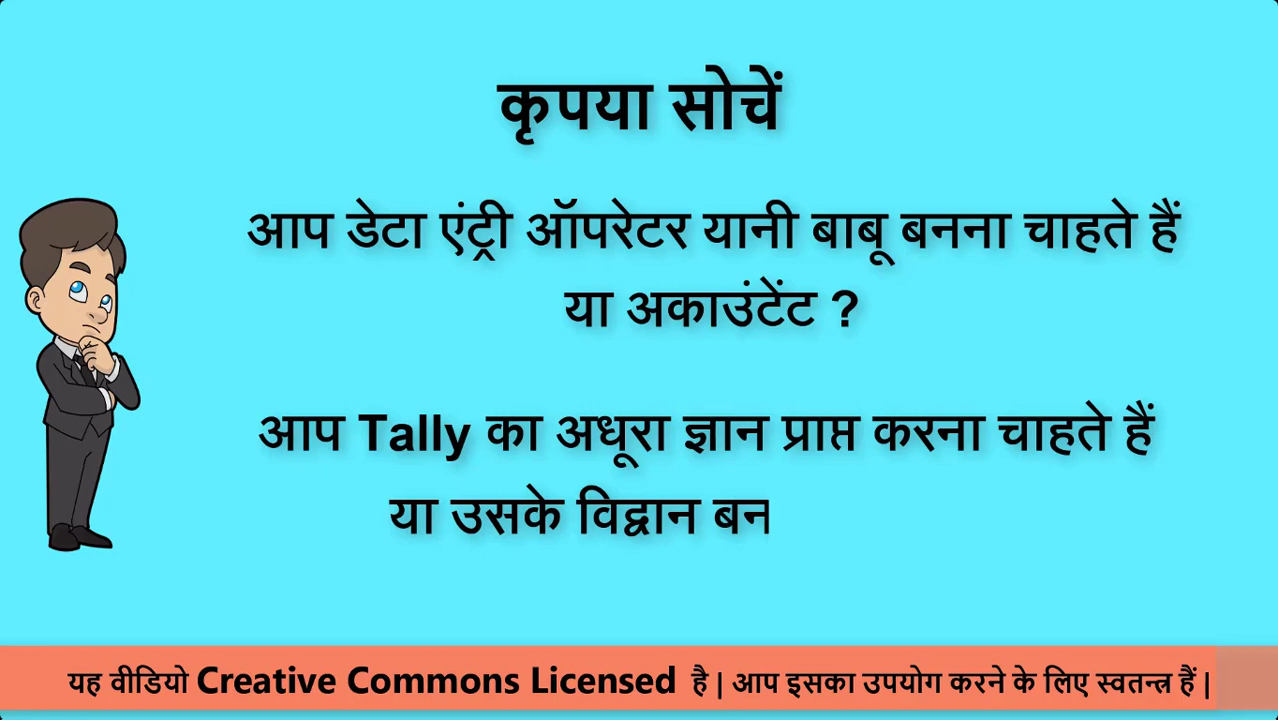 कृपया सोचें
आप डेटा एंट्री ऑपरेटर यानी बाबू बनना चाहते हैं
या अकाउंटेंट ?
आप Tally का अधूरा ज्ञान प्राप्त करना चाहते हैं
या उसके विद्वान बन
यह वीडियो Creative Commons Licensed है | आप इसका उपयोग करने के लिए स्वतन्त्र हैं |